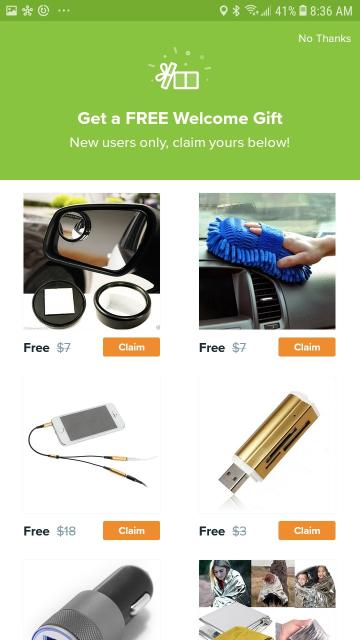 41% 8:36 AM
No Thanks
Get a FREE Welcome Gift
New users only, claim yours below!
Free $7 Claim
Free $7 Claim
Free $18 Claim
Free $3 Claim